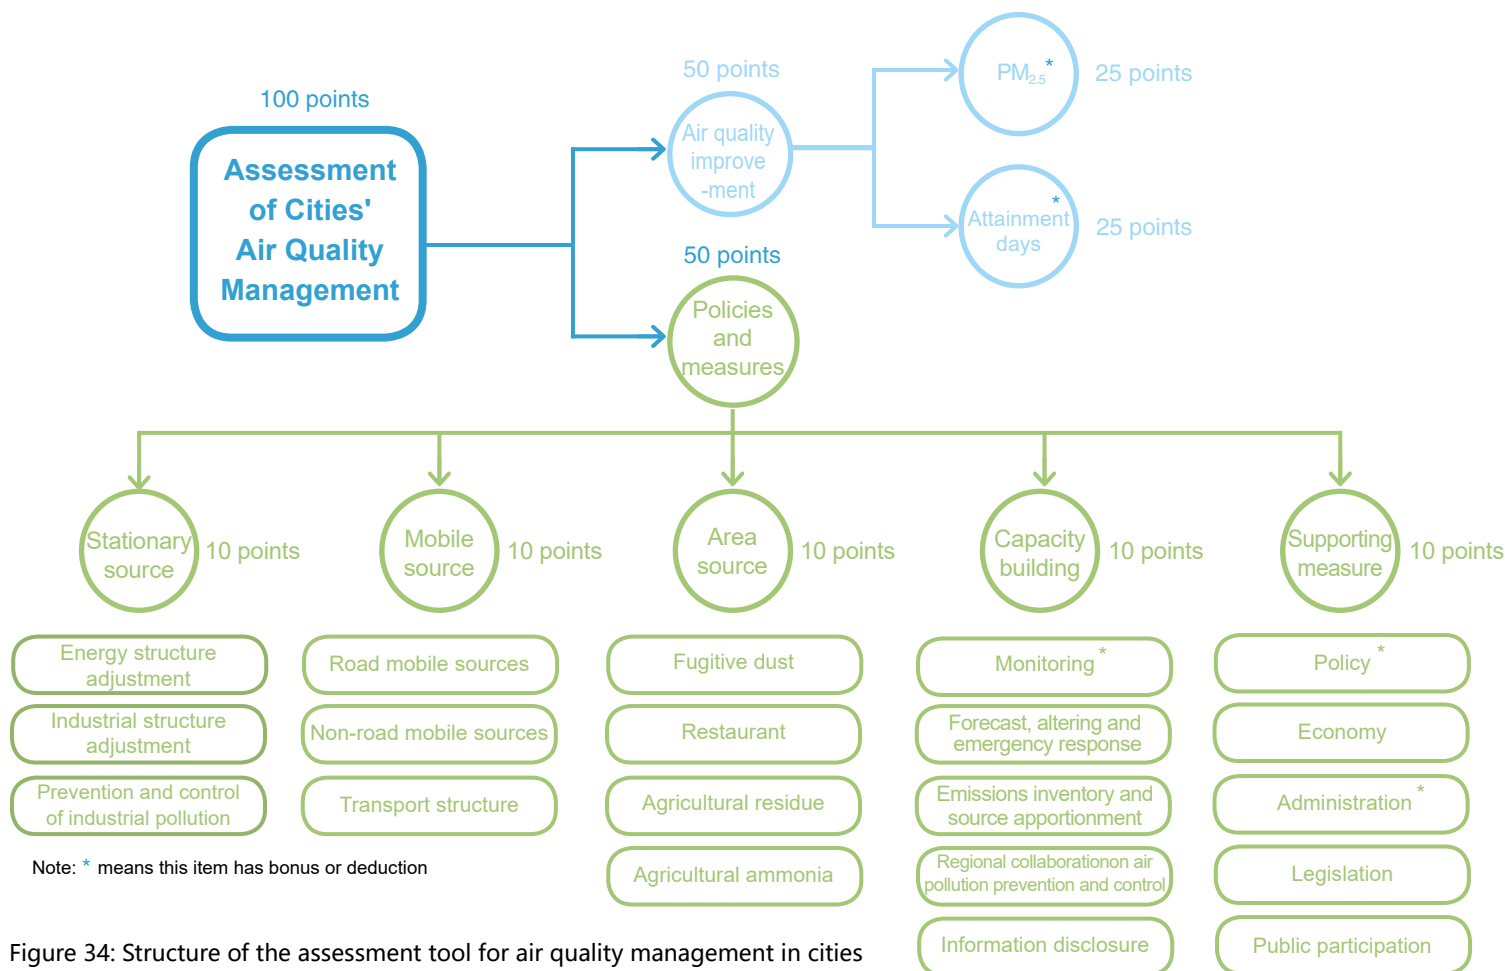 100 points
Assessment
of Cities'
Air Quality
Management
50 points
Air quality
improve
-ment
PM2.5*
25 points
Attainment*
days
25 points
50 points
Policies
and
measures
Stationary
source
10 points
Mobile
source
10 points
Area
source
10 points
Capacity
building
10 points
Supporting
measure
10 points
Energy structure
adjustment
Industrial structure
adjustment
Prevention and control
of industrial pollution
Road mobile sources
Non-road mobile sources
Transport structure
Fugitive dust
Restaurant
Agricultural residue
Agricultural ammonia
Monitoring *
Forecast, altering and
emergency response
Emissions inventory and
source apportionment
Regional collaborationon air
pollution prevention and control
Information disclosure
Policy *
Economy
Administration *
Legislation
Public participation
Note: * means this item has bonus or deduction
Figure 34: Structure of the assessment tool for air quality management in cities